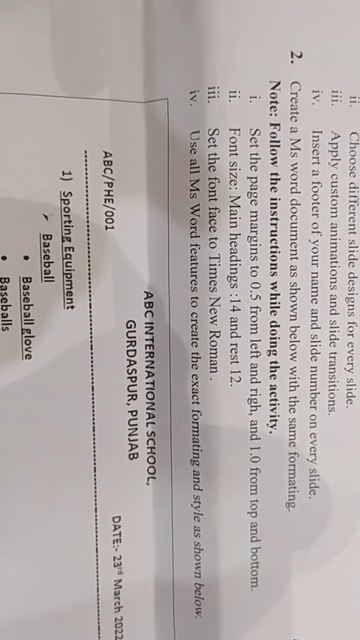 ii. Choose different slide designs for every slide.
iii. Apply custom animations and slide transitions.
iv. Insert a footer of your name and slide number on every slide.
2. Create a Ms word document as shown below with the same formating.
Note: Follow the instructions while doing the activity.
i. Set the page margins to 0.5 from left and righ, and 1.0 from top and bottom.
ii. Font size: Main headings :14 and rest 12.
iii. Set the font face to Times New Roman .
iv. Use all Ms Word features to create the exact formating and style as shown below.
ABC INTERNATIONAL SCHOOL,
GURDASPUR, PUNJAB
ABC/PHE/001 DATE:- 23rd March 2022
1) Sporting Equipment
➢ Baseball
• Baseball glove
• Baseballs